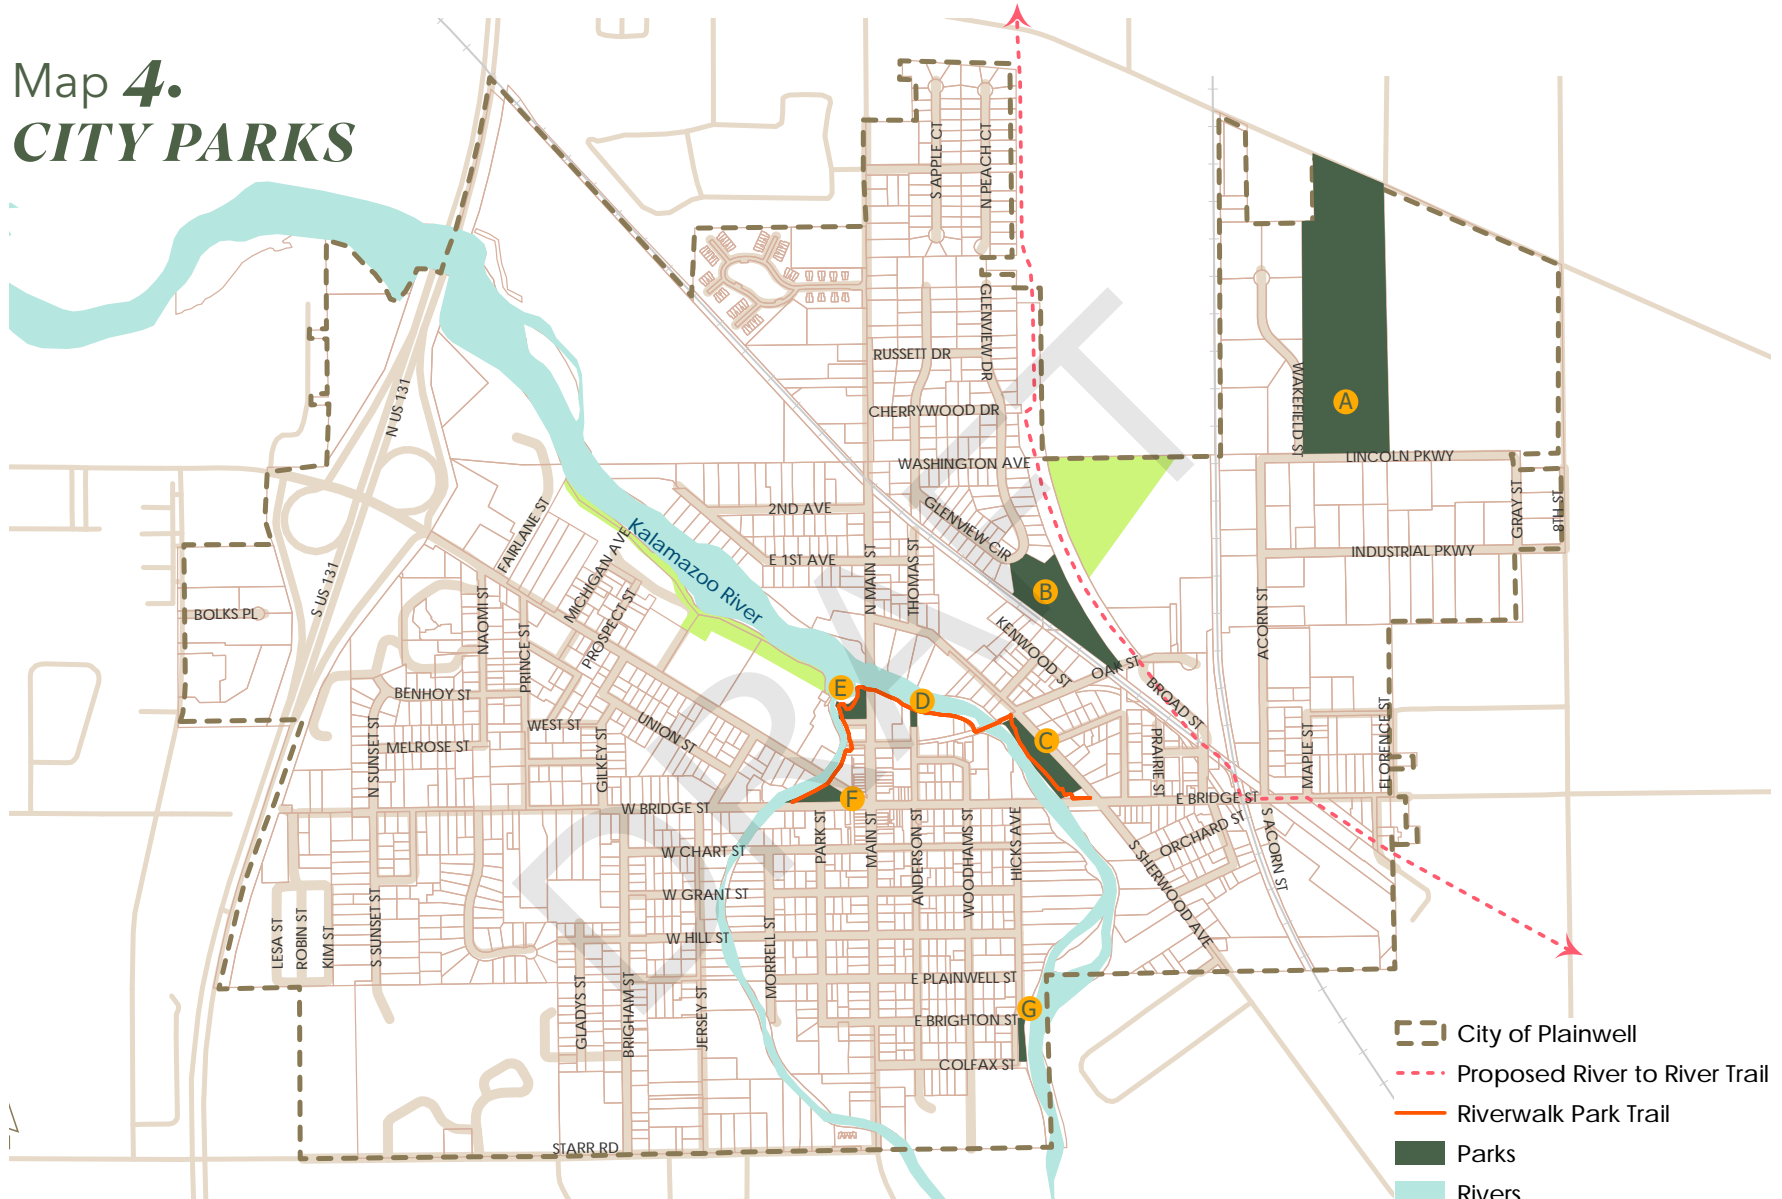 Map 4.
CITY PARKS
S APPLE CT
N PEACH CT
GLENVIEW DR
RUSSETT DR
CHERRYWOOD DR
WASHINGTON AVE
GLENVIEW CIR
N US 131
S US 131
WAKEFIELD ST
A
LINCOLN PKWY
GRAY ST
8TH ST
INDUSTRIAL PKWY
2ND AVE
E 1ST AVE
N MAIN ST
THOMAS ST
FAIRLANE ST
MICHIGAN AVE
Kalamazoo River
PROSPECT ST
B
KENWOOD ST
OAK ST
BROAD ST
ACORN ST
BOLKS PL
NAOMI ST
PRINCE ST
BENHOY ST
WEST ST
MELROSE ST
N SUNSET ST
GILKEY ST
UNION ST
E
D
C
PRAIRIE ST
MAPLE ST
FLORENCE ST
W BRIDGE ST
F
E BRIDGE ST
ORCHARD ST
S ACORN ST
S SHERWOOD AVE
W CHART ST
PARK ST
MAIN ST
ANDERSON ST
WOODHAMS ST
HICKS AVE
W GRANT ST
W HILL ST
MORRELL ST
LESA ST
ROBIN ST
KIM ST
S SUNSET ST
GLADYS ST
BRIGHAM ST
JERSEY ST
E PLAINWELL ST
G
E BRIGHTON ST
COLFAX ST
STARR RD
DRAFT
City of Plainwell
Proposed River to River Trail
Riverwalk Park Trail
Parks
Rivers